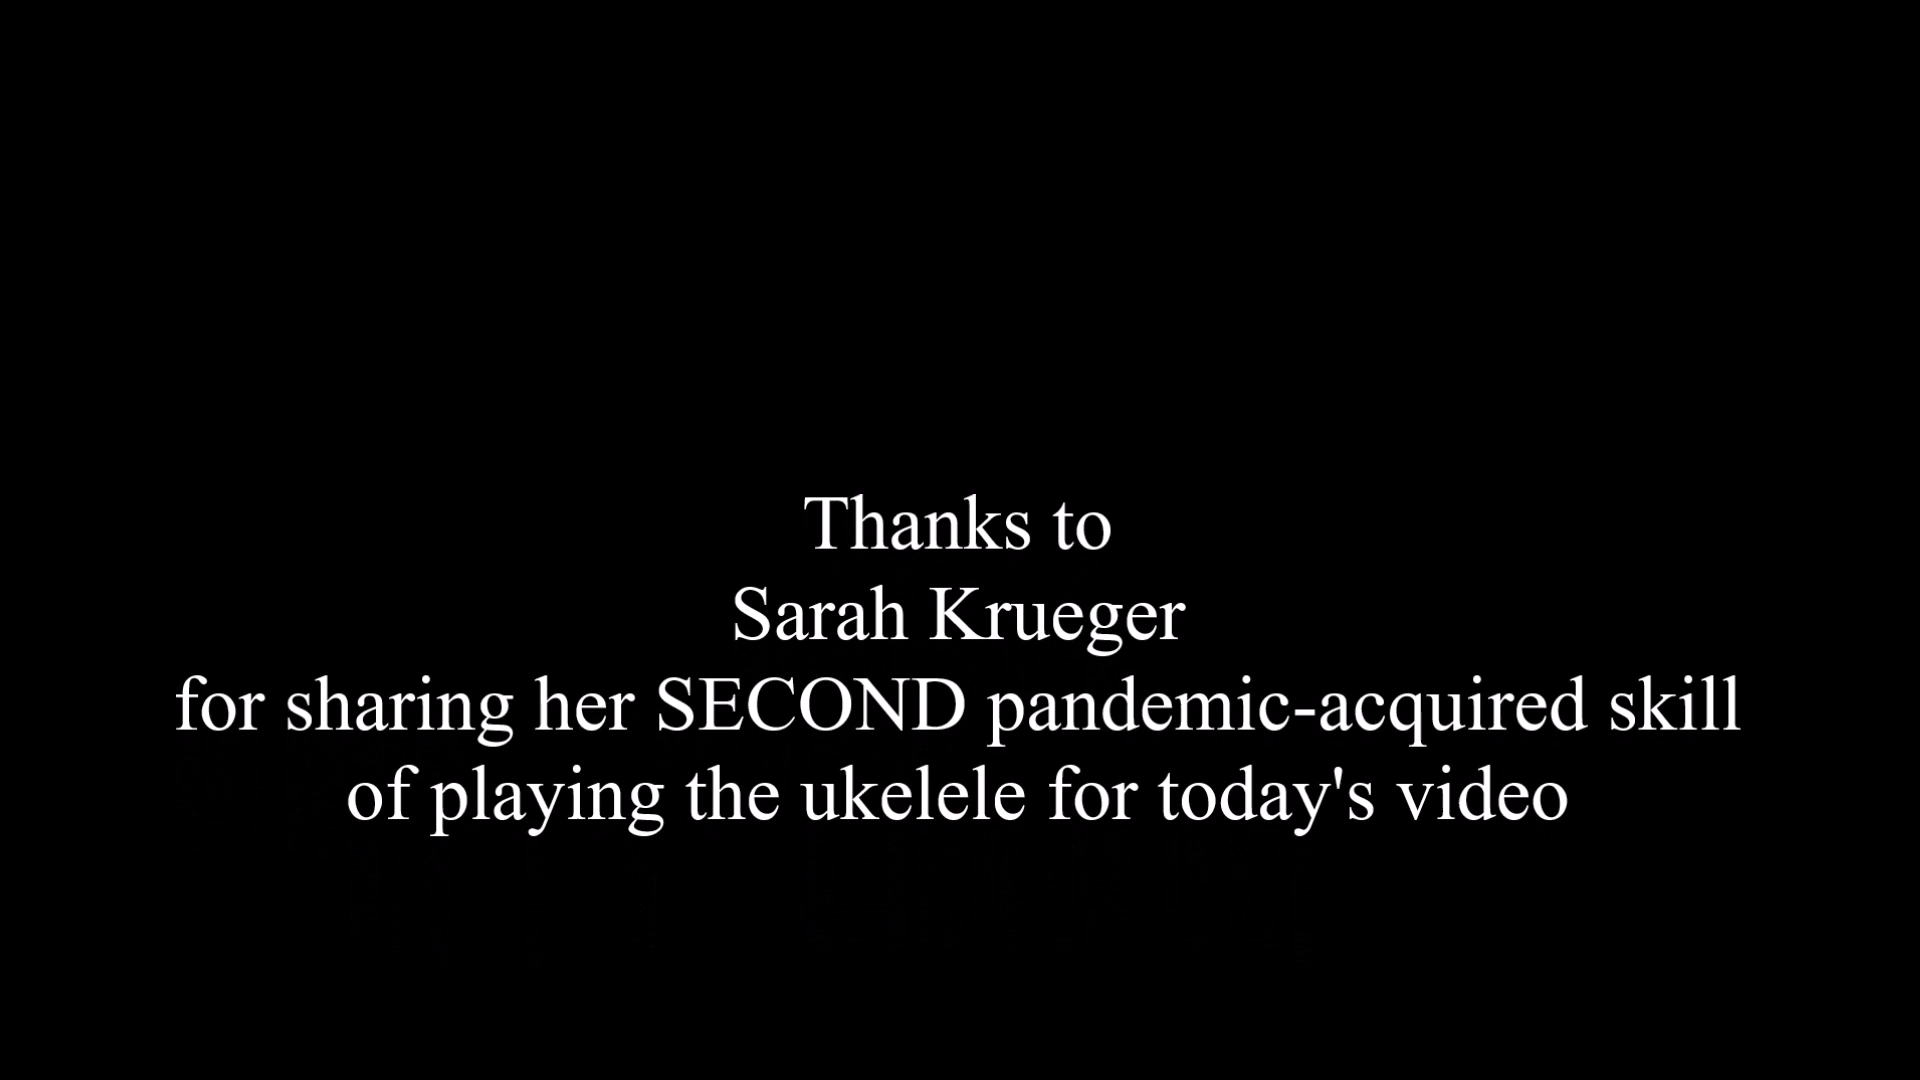 Thanks to
Sarah Krueger
for sharing her SECOND pandemic-acquired skill
of playing the ukelele for today's video